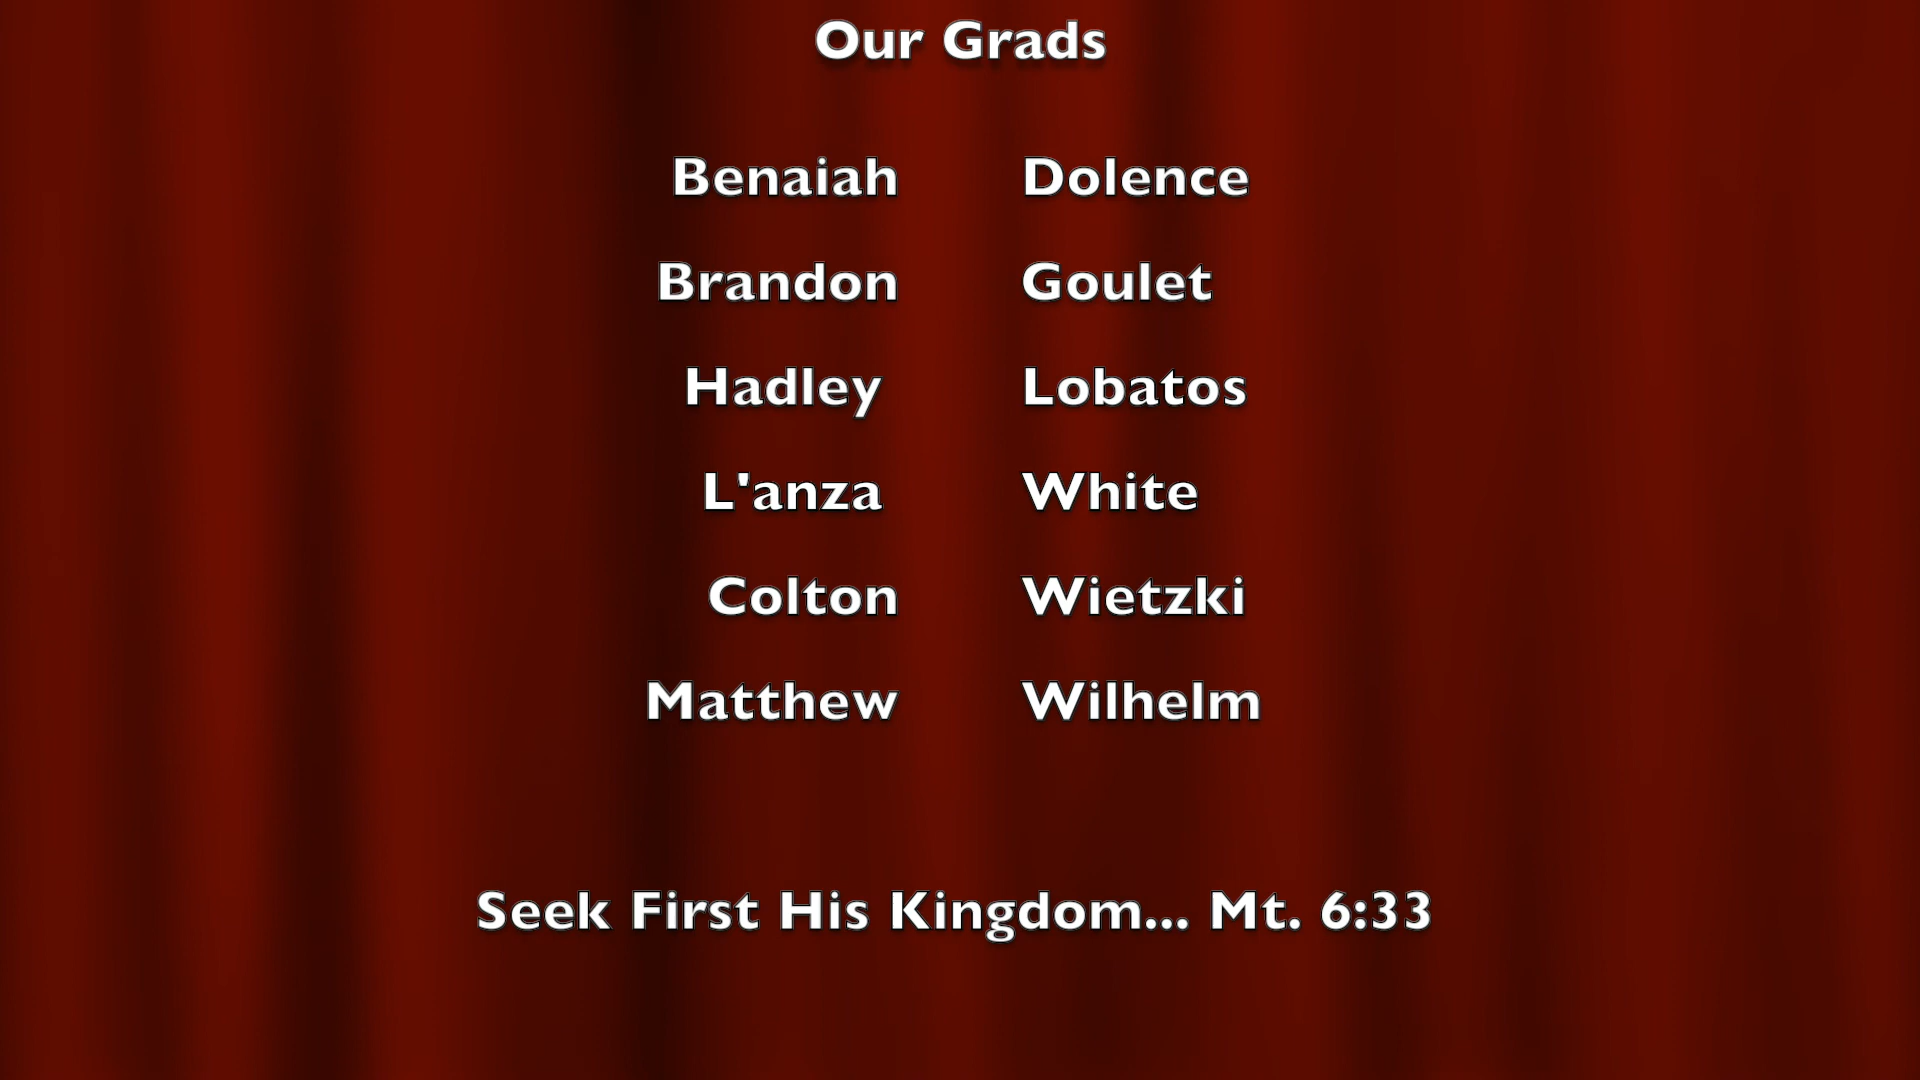 Our Grads
Benaiah Dolence
Brandon Goulet
Hadley Lobatos
L'anza White
Colton Wietzki
Matthew Wilhelm
Seek First His Kingdom... Mt. 6:33